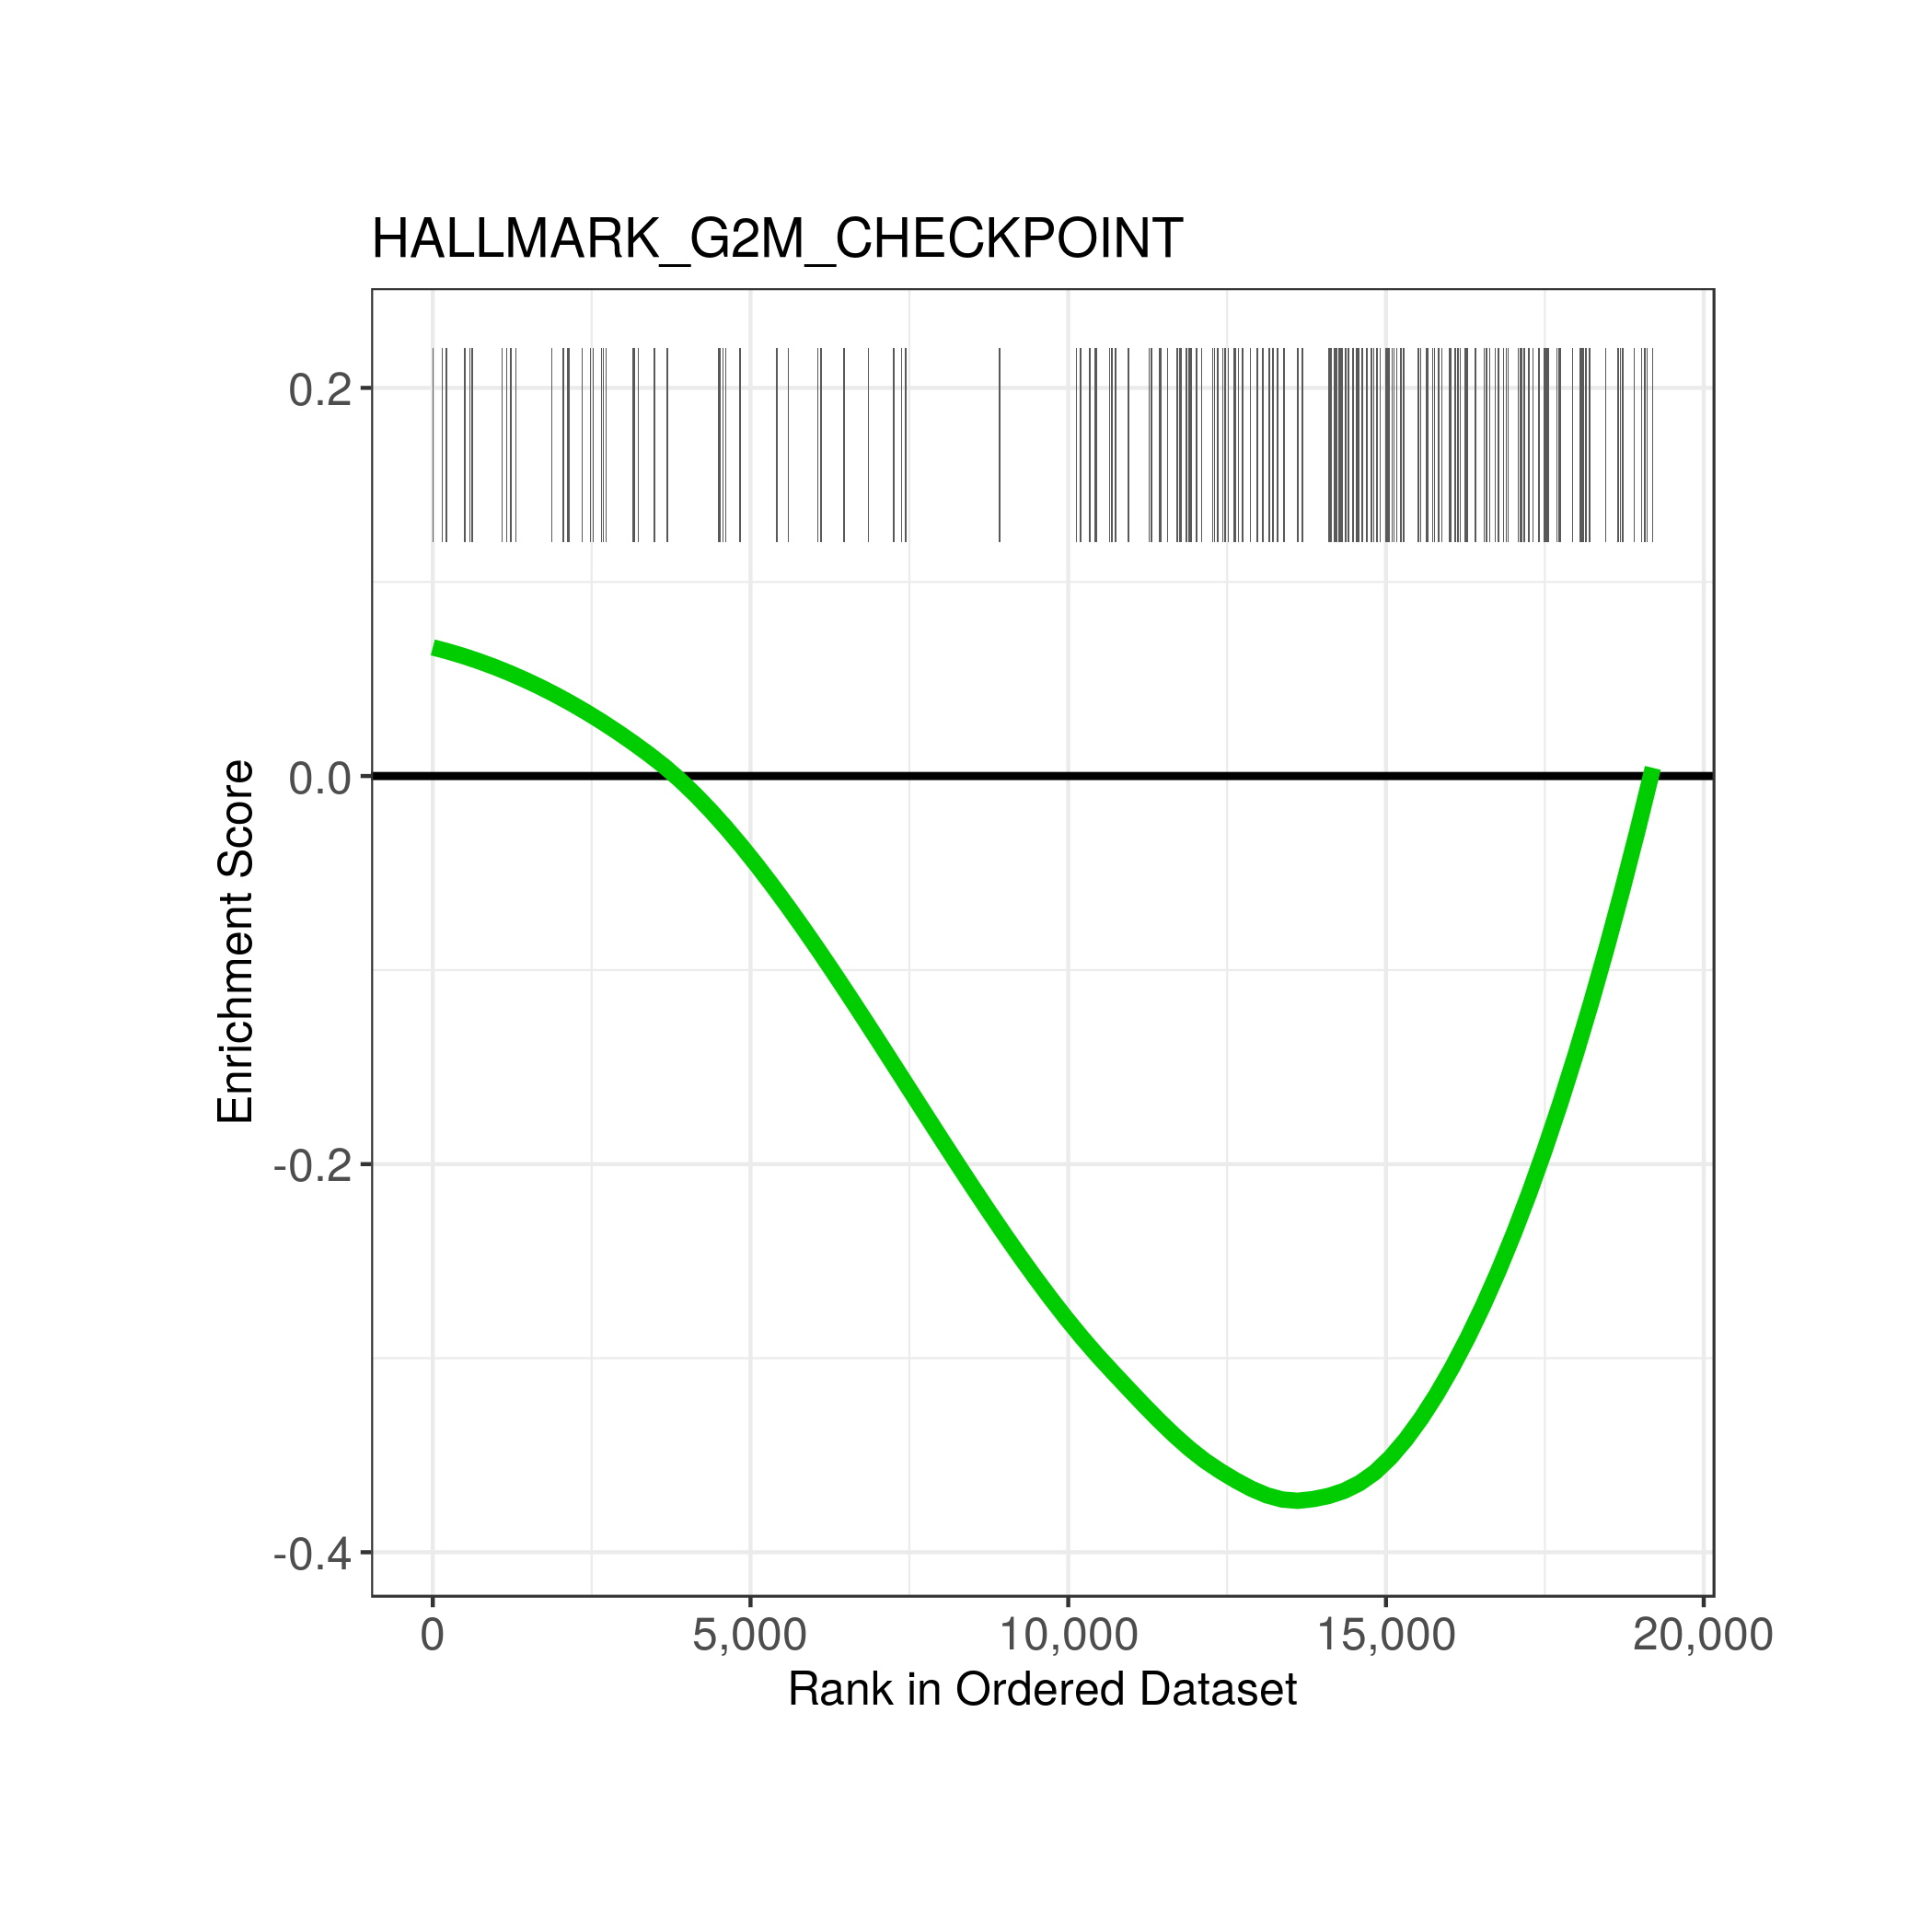 HALLMARK_G2M_CHECKPOINT
0.2
0.0
-0.2
-0.4
Enrichment Score
0 5,000 10,000 15,000 20,000
Rank in Ordered Dataset